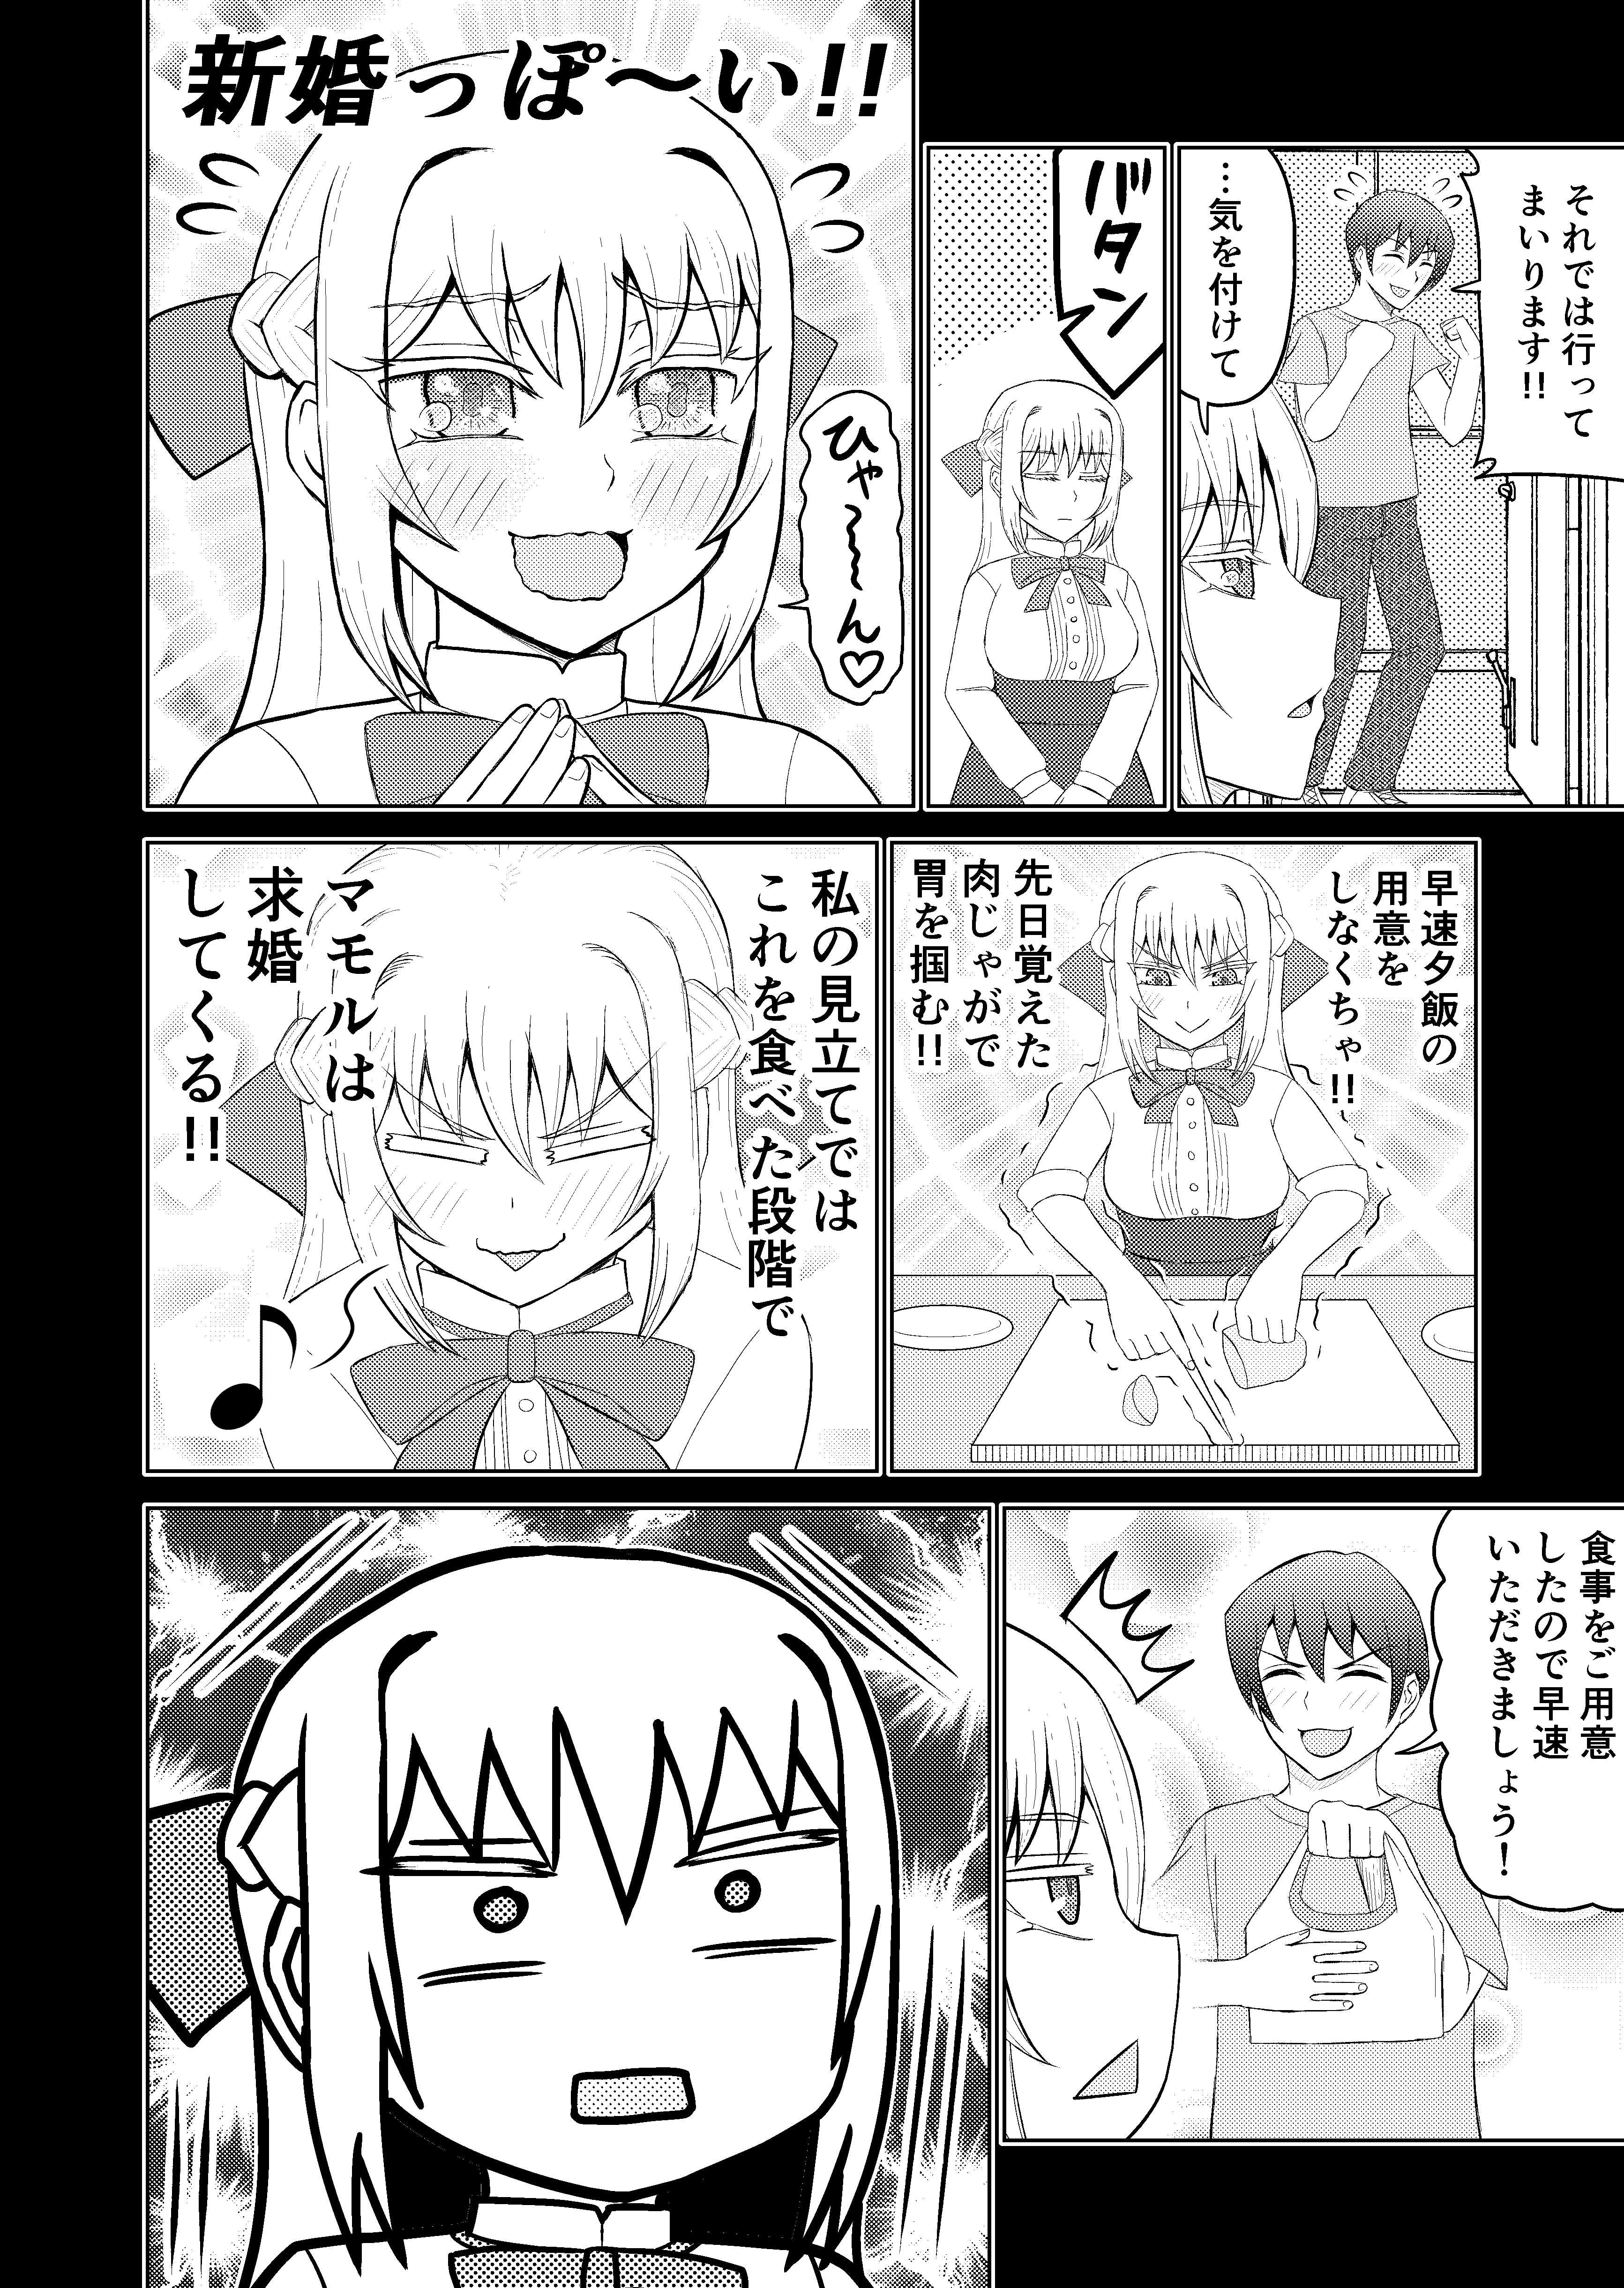 それでは行って
まいります!!
…気を付けて
バタン
新婚っぽ～い!!
ひゃ～～ん♡
早速夕飯の
用意を
しなくちゃ!!
先日覚えた
肉じゃがで
胃を掴む!!
私の見立てでは
これを食べた段階で
マモルは
求婚
してくる!!
食事をご用意
したので早速
いただきましょう!